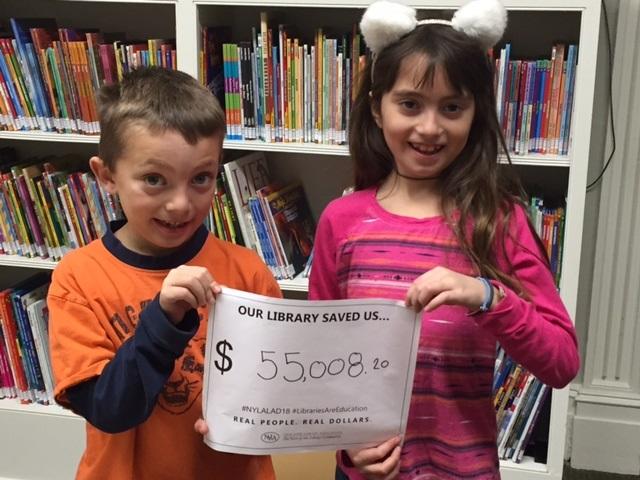 OUR LIBRARY SAVED US...
$ 55,008.20
#NYLALAD18 #LibrariesAreEducation
REAL PEOPLE. REAL DOLLARS.